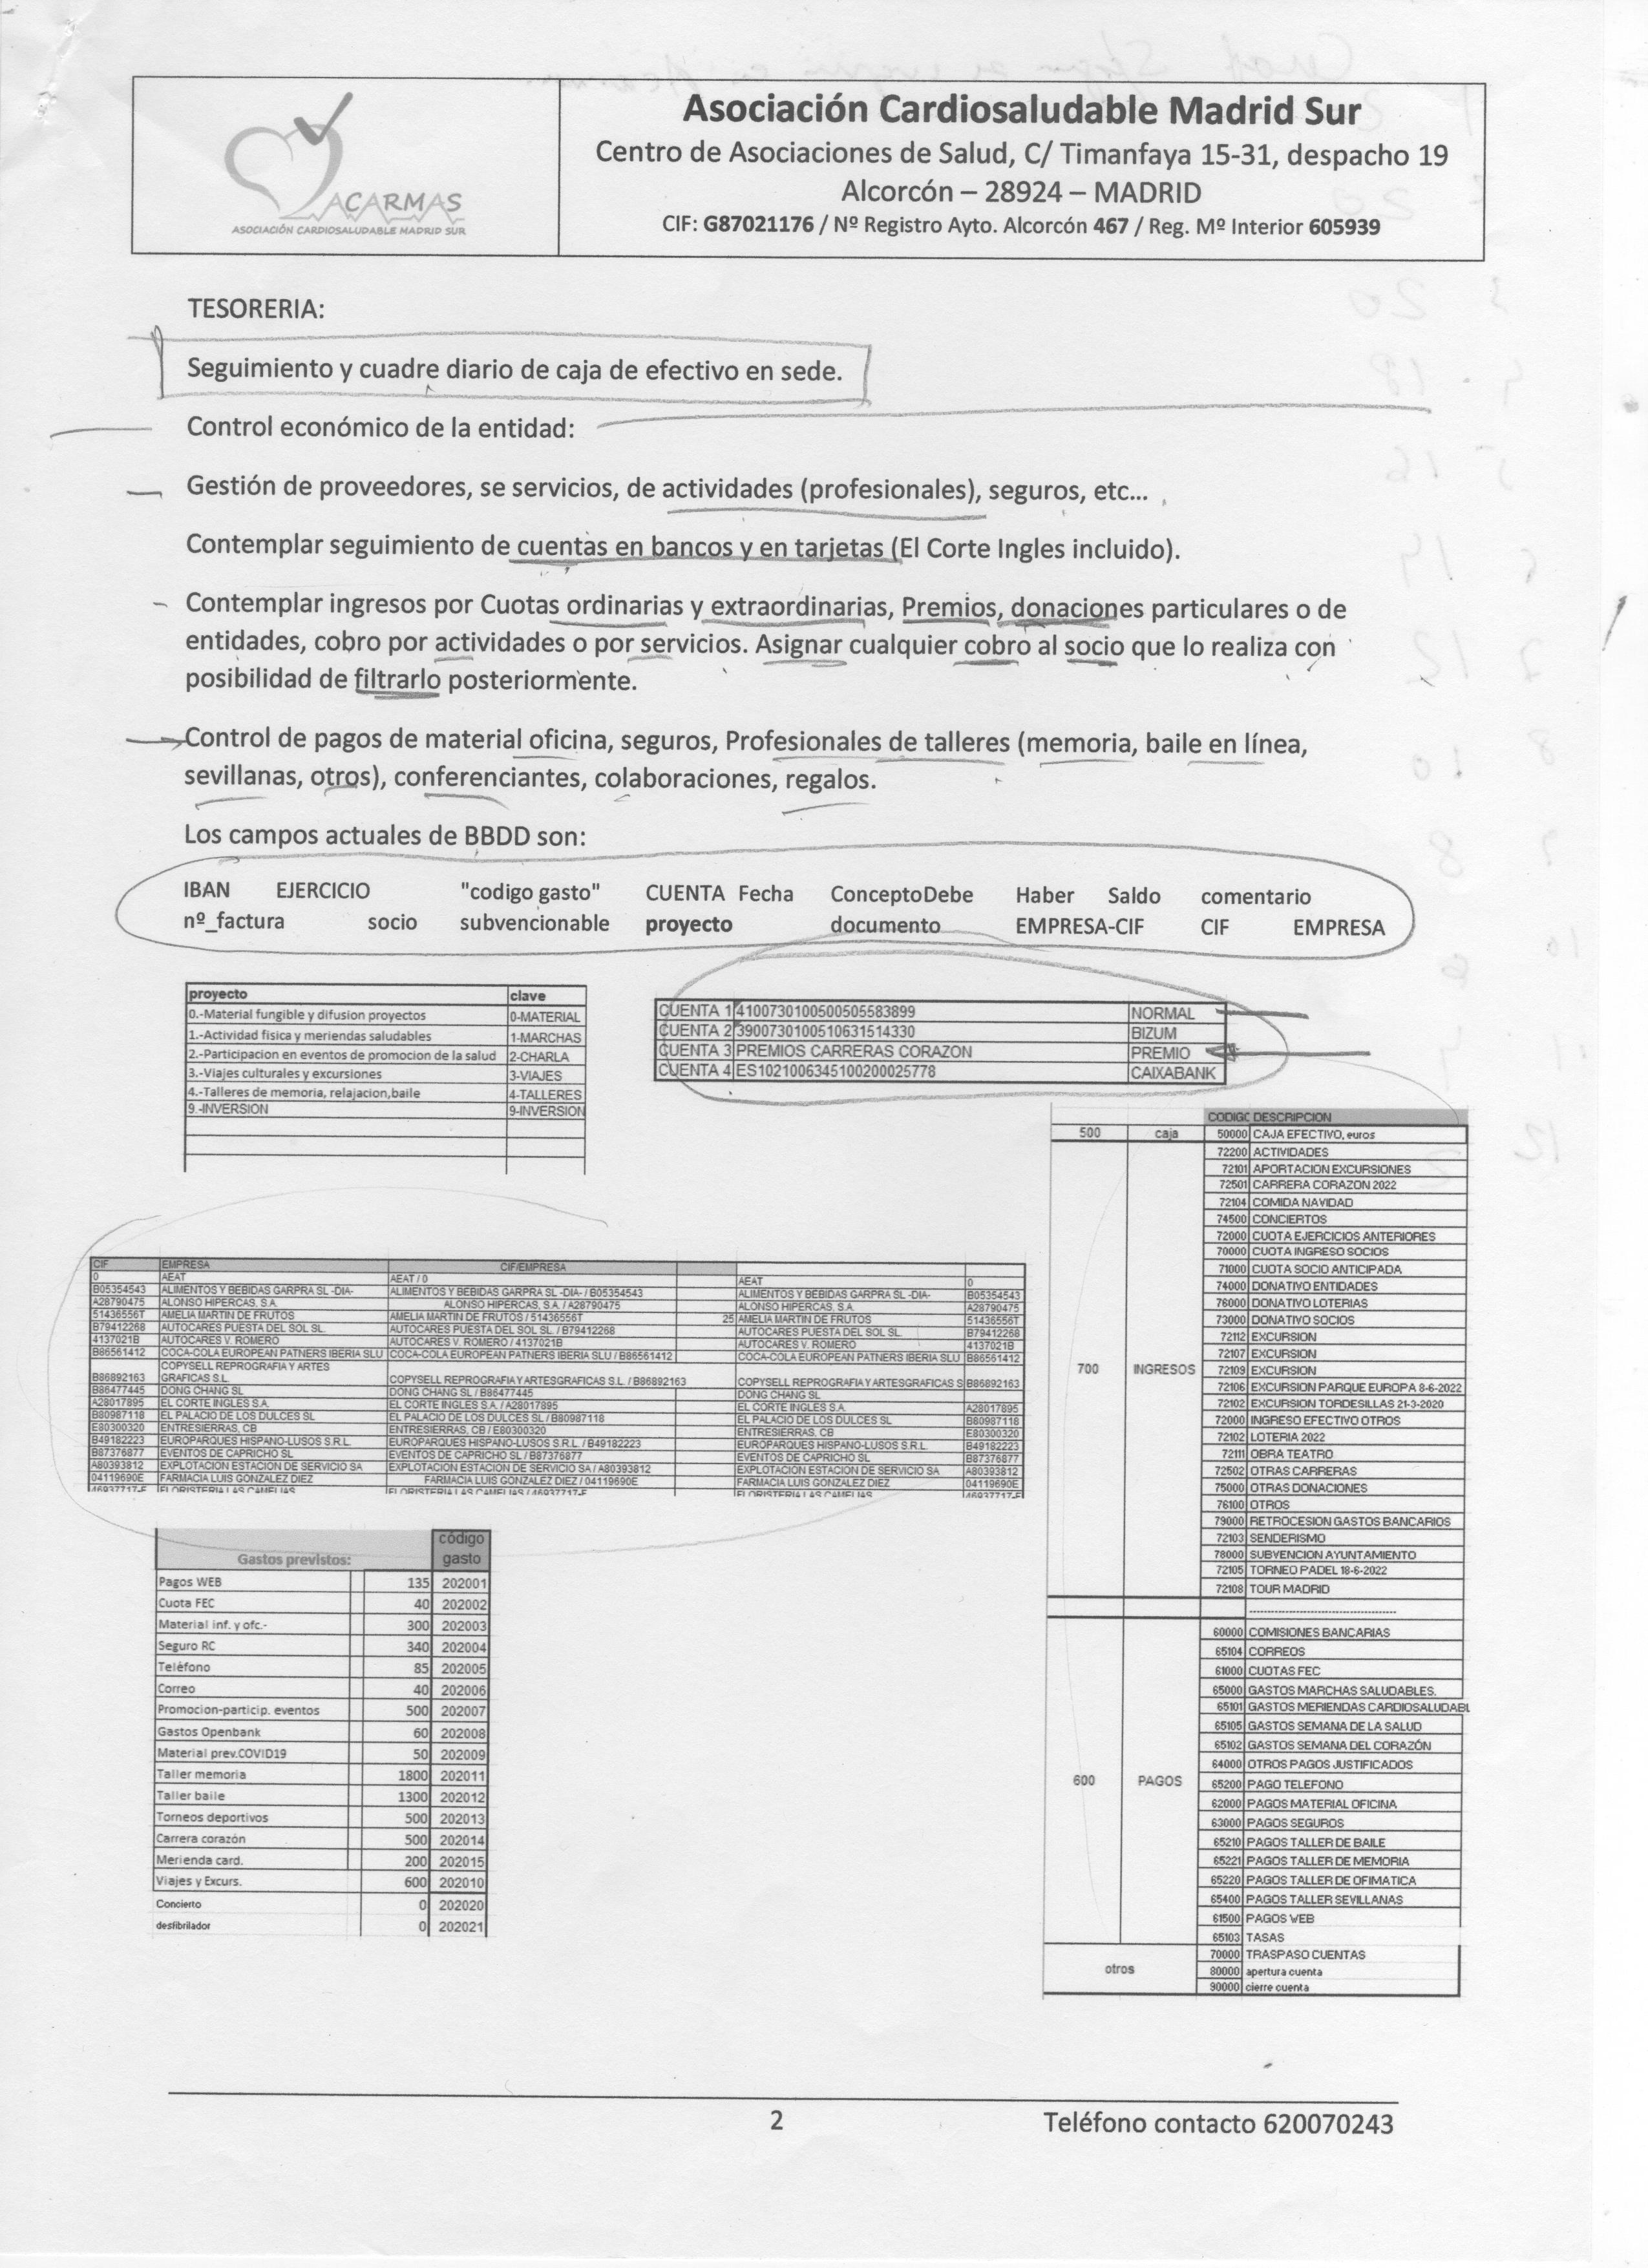 ACARMAS
ASOCIACIÓN CARDIOSALUDABLE MADRID SUR
Asociación Cardiosaludable Madrid Sur
Centro de Asociaciones de Salud, C/ Timanfaya 15-31, despacho 19
Alcorcón – 28924 – MADRID
CIF: G87021176 / Nº Registro Ayto. Alcorcón 467 / Reg. Mº Interior 605939
TESORERIA:
Seguimiento y cuadre diario de caja de efectivo en sede.
Control económico de la entidad:
Gestión de proveedores, se servicios, de actividades (profesionales), seguros, etc...
Contemplar seguimiento de cuentas en bancos y en tarjetas (El Corte Ingles incluido).
Contemplar ingresos por Cuotas ordinarias y extraordinarias, Premios, donaciones particulares o de
entidades, cobro por actividades o por servicios. Asignar cualquier cobro al socio que lo realiza con
posibilidad de filtrarlo posteriormente.
Control de pagos de material oficina, seguros, Profesionales de talleres (memoria, baile en línea,
sevillanas, otros), conferenciantes, colaboraciones, regalos.
Los campos actuales de BBDD son:
IBAN EJERCICIO "codigo gasto" CUENTA Fecha ConceptoDebe Haber Saldo comentario
nº_factura socio subvencionable proyecto documento EMPRESA-CIF CIF EMPRESA
proyecto clave
0.-Material fungible y difusion proyectos 0-MATERIAL
1.-Actividad fisica y meriendas saludables 1-MARCHAS
2.-Participacion en eventos de promocion de la salud 2-CHARLA
3.-Viajes culturales y excursiones 3-VIAJES
4.-Talleres de memoria, relajacion,baile 4-TALLERES
9.-INVERSION 9-INVERSION
CUENTA 1 41007301005005055583899 NORMAL
CUENTA 2 39007301005106315143​30 BIZUM
CUENTA 3 PREMIOS CARRERAS CORAZON PREMIO
CUENTA 4 ES1021006345100200025778 CAIXABANK
CIF EMPRESA CIF/EMPRESA
0 AEAT AEAT / 0 AEAT 0
B05354543 ALIMENTOS Y BEBIDAS GARPRA SL -DIA- ALIMENTOS Y BEBIDAS GARPRA SL -DIA- / B05354543 ALIMENTOS Y BEBIDAS GARPRA SL -DIA- B05354543
A28790475 ALONSO HIPERCAS, S.A. ALONSO HIPERCAS, S.A. / A28790475 ALONSO HIPERCAS, S.A. A28790475
51436556T AMELIA MARTIN DE FRUTOS AMELIA MARTIN DE FRUTOS / 51436556T 25 AMELIA MARTIN DE FRUTOS 51436556T
B79412268 AUTOCARES PUESTA DEL SOL SL. AUTOCARES PUESTA DEL SOL SL. / B79412268 AUTOCARES PUESTA DEL SOL SL. B79412268
4137021B AUTOCARES V. ROMERO AUTOCARES V. ROMERO / 4137021B AUTOCARES V. ROMERO 4137021B
B86561412 COCA-COLA EUROPEAN PATNERS IBERIA SLU COCA-COLA EUROPEAN PATNERS IBERIA SLU / B86561412 COCA-COLA EUROPEAN PATNERS IBERIA SLU B86561412
COPYSELL REPROGRAFIA Y ARTES
B86892163 GRAFICAS S.L. COPYSELL REPROGRAFIA Y ARTESGRAFICAS S.L. / B86892163 COPYSELL REPROGRAFIA Y ARTESGRAFICAS S B86892163
B86477445 DONG CHANG SL DONG CHANG SL / B86477445 DONG CHANG SL
A28017895 EL CORTE INGLES S.A. EL CORTE INGLES S.A. / A28017895 EL CORTE INGLES S.A. A28017895
B80987118 EL PALACIO DE LOS DULCES SL EL PALACIO DE LOS DULCES SL / B80987118 EL PALACIO DE LOS DULCES SL B80987118
E80300320 ENTRESIERRAS, CB ENTRESIERRAS, CB / E80300320 ENTRESIERRAS, CB E80300320
B49182223 EUROPARQUES HISPANO-LUSOS S.R.L. EUROPARQUES HISPANO-LUSOS S.R.L. / B49182223 EUROPARQUES HISPANO-LUSOS S.R.L. B49182223
B87376877 EVENTOS DE CAPRICHO SL EVENTOS DE CAPRICHO SL / B87376877 EVENTOS DE CAPRICHO SL B87376877
A80393812 EXPLOTACION ESTACION DE SERVICIO SA EXPLOTACION ESTACION DE SERVICIO SA / A80393812 EXPLOTACION ESTACION DE SERVICIO SA A80393812
04119690E FARMACIA LUIS GONZALEZ DIEZ FARMACIA LUIS GONZALEZ DIEZ / 04119690E FARMACIA LUIS GONZALEZ DIEZ 04119690E
46937717-F FLORISTERIA LAS CAMELIAS FLORISTERIA LAS CAMELIAS / 46937717-F FLORISTERIA LAS CAMELIAS 46937717-F
Gastos previstos: código gasto
Pagos WEB 135 202001
Cuota FEC 40 202002
Material inf. y ofc.- 300 202003
Seguro RC 340 202004
Teléfono 85 202005
Correo 40 202006
Promocion-particip. eventos 500 202007
Gastos Openbank 60 202008
Material prev.COVID19 50 202009
Taller memoria 1800 202011
Taller baile 1300 202012
Torneos deportivos 500 202013
Carrera corazón 500 202014
Merienda card. 200 202015
Viajes y Excurs. 600 202010
Concierto 0 202020
desfibrilador 0 202021
CODIGC DESCRIPCION
500 caja 50000 CAJA EFECTIVO, euros
72200 ACTIVIDADES
72101 APORTACION EXCURSIONES
72501 CARRERA CORAZON 2022
72104 COMIDA NAVIDAD
74500 CONCIERTOS
72000 CUOTA EJERCICIOS ANTERIORES
70000 CUOTA INGRESO SOCIOS
71000 CUOTA SOCIO ANTICIPADA
74000 DONATIVO ENTIDADES
76000 DONATIVO LOTERIAS
73000 DONATIVO SOCIOS
72112 EXCURSION
72107 EXCURSION
700 INGRESOS 72109 EXCURSION
72106 EXCURSION PARQUE EUROPA 8-6-2022
72102 EXCURSION TORDESILLAS 21-3-2020
72000 INGRESO EFECTIVO OTROS
72102 LOTERIA 2022
72111 OBRA TEATRO
72502 OTRAS CARRERAS
75000 OTRAS DONACIONES
76100 OTROS
79000 RETROCESION GASTOS BANCARIOS
72103 SENDERISMO
78000 SUBVENCION AYUNTAMIENTO
72105 TORNEO PADEL 18-6-2022
72108 TOUR MADRID
----------------------------------------
60000 COMISIONES BANCARIAS
65104 CORREOS
61000 CUOTAS FEC
65000 GASTOS MARCHAS SALUDABLES.
65101 GASTOS MERIENDAS CARDIOSALUDABL
65105 GASTOS SEMANA DE LA SALUD
65102 GASTOS SEMANA DEL CORAZÓN
64000 OTROS PAGOS JUSTIFICADOS
600 PAGOS 65200 PAGO TELEFONO
62000 PAGOS MATERIAL OFICINA
63000 PAGOS SEGUROS
65210 PAGOS TALLER DE BAILE
65221 PAGOS TALLER DE MEMORIA
65220 PAGOS TALLER DE OFIMATICA
65400 PAGOS TALLER SEVILLANAS
61500 PAGOS WEB
65103 TASAS
70000 TRASPASO CUENTAS
otros 80000 apertura cuenta
90000 cierre cuenta
2
Teléfono contacto 620070243